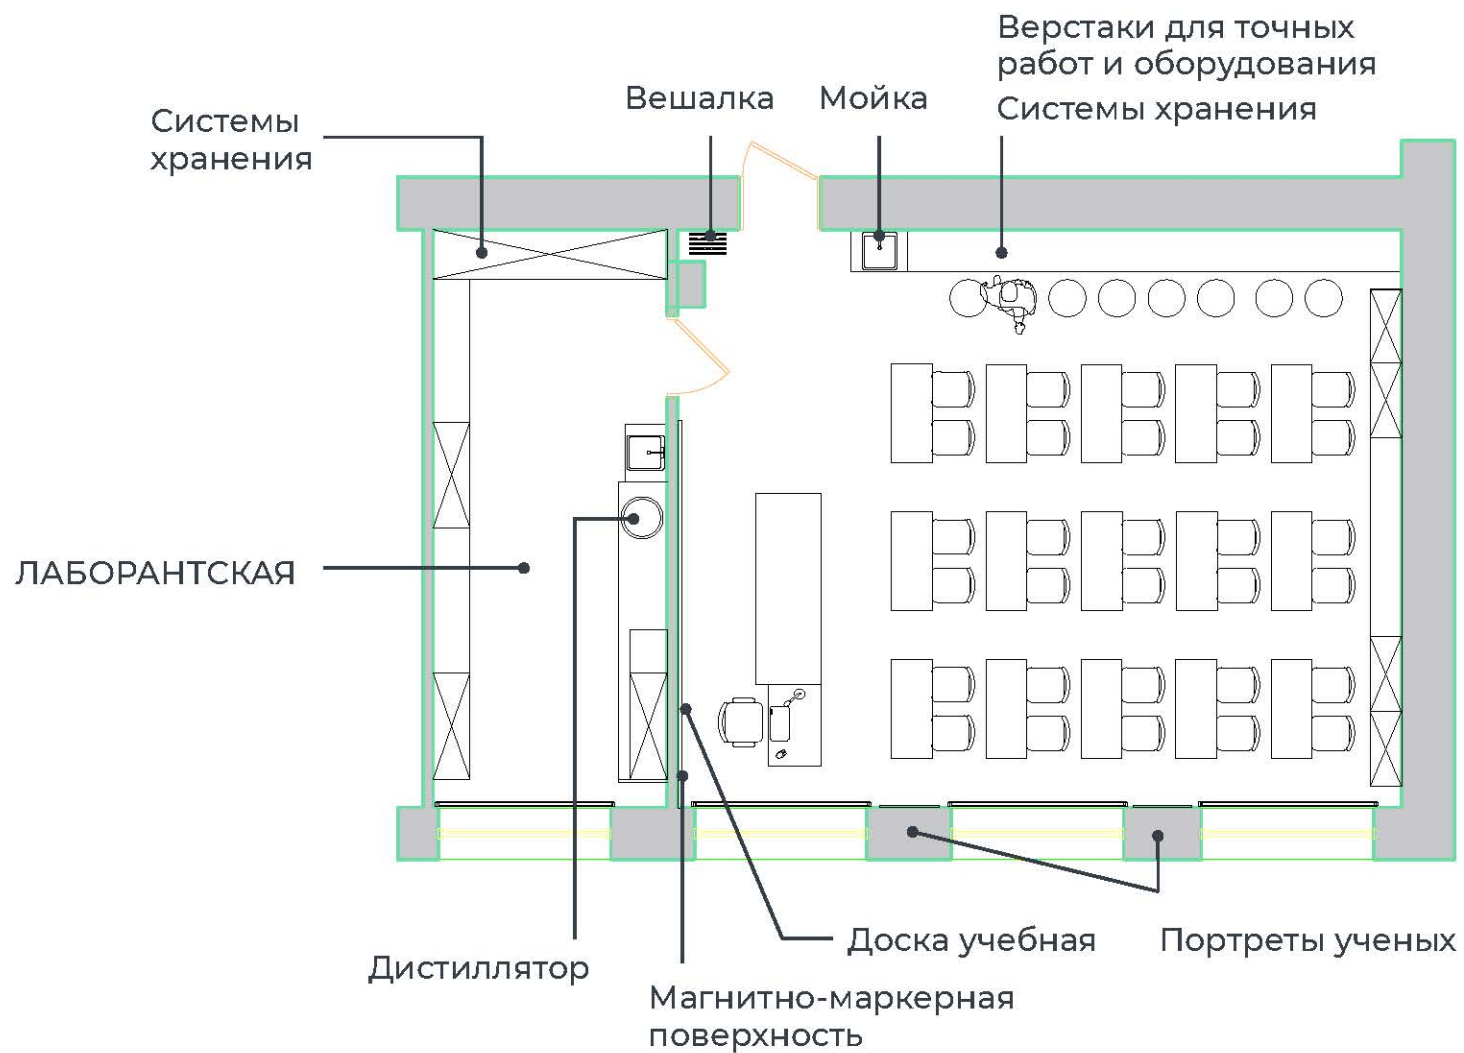 Верстаки для точных
работ и оборудования
Системы хранения
Вешалка
Мойка
Системы
хранения
ЛАБОРАНТСКАЯ
Доска учебная
Портреты ученых
Дистиллятор
Магнитно-маркерная
поверхность